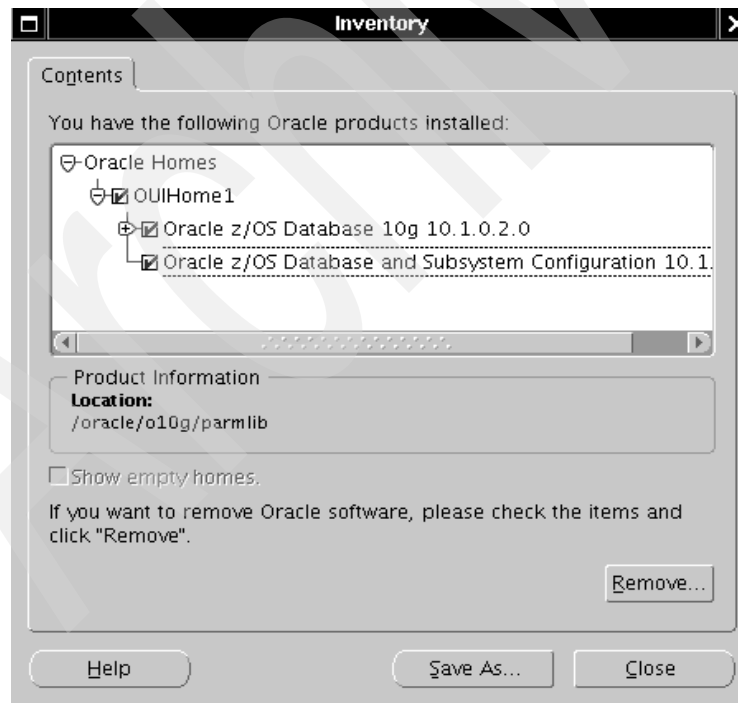 Inventory
Contents
You have the following Oracle products installed:
Oracle Homes
OUIHome1
Oracle z/OS Database 10g 10.1.0.2.0
Oracle z/OS Database and Subsystem Configuration 10.1.
Product Information
Location:
/oracle/o10g/parmlib
Show empty homes.
If you want to remove Oracle software, please check the items and
click "Remove".
Remove...
Help
Save As...
Close